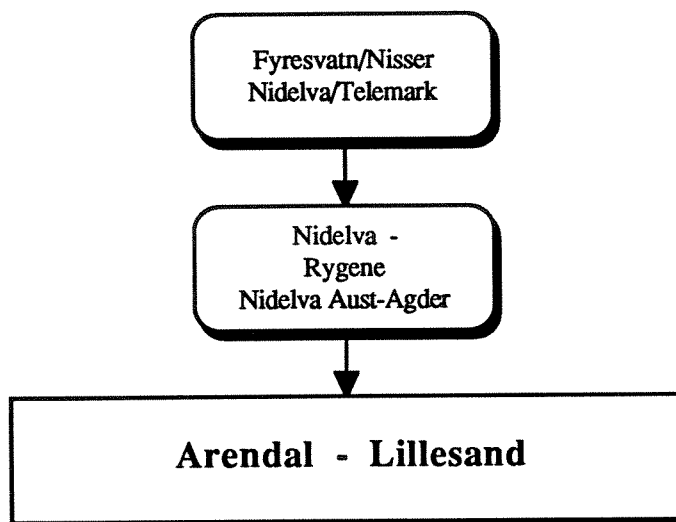 Fyresvatn/Nisser
Nidelva/Telemark
Nidelva -
Rygene
Nidelva Aust-Agder
Arendal - Lillesand